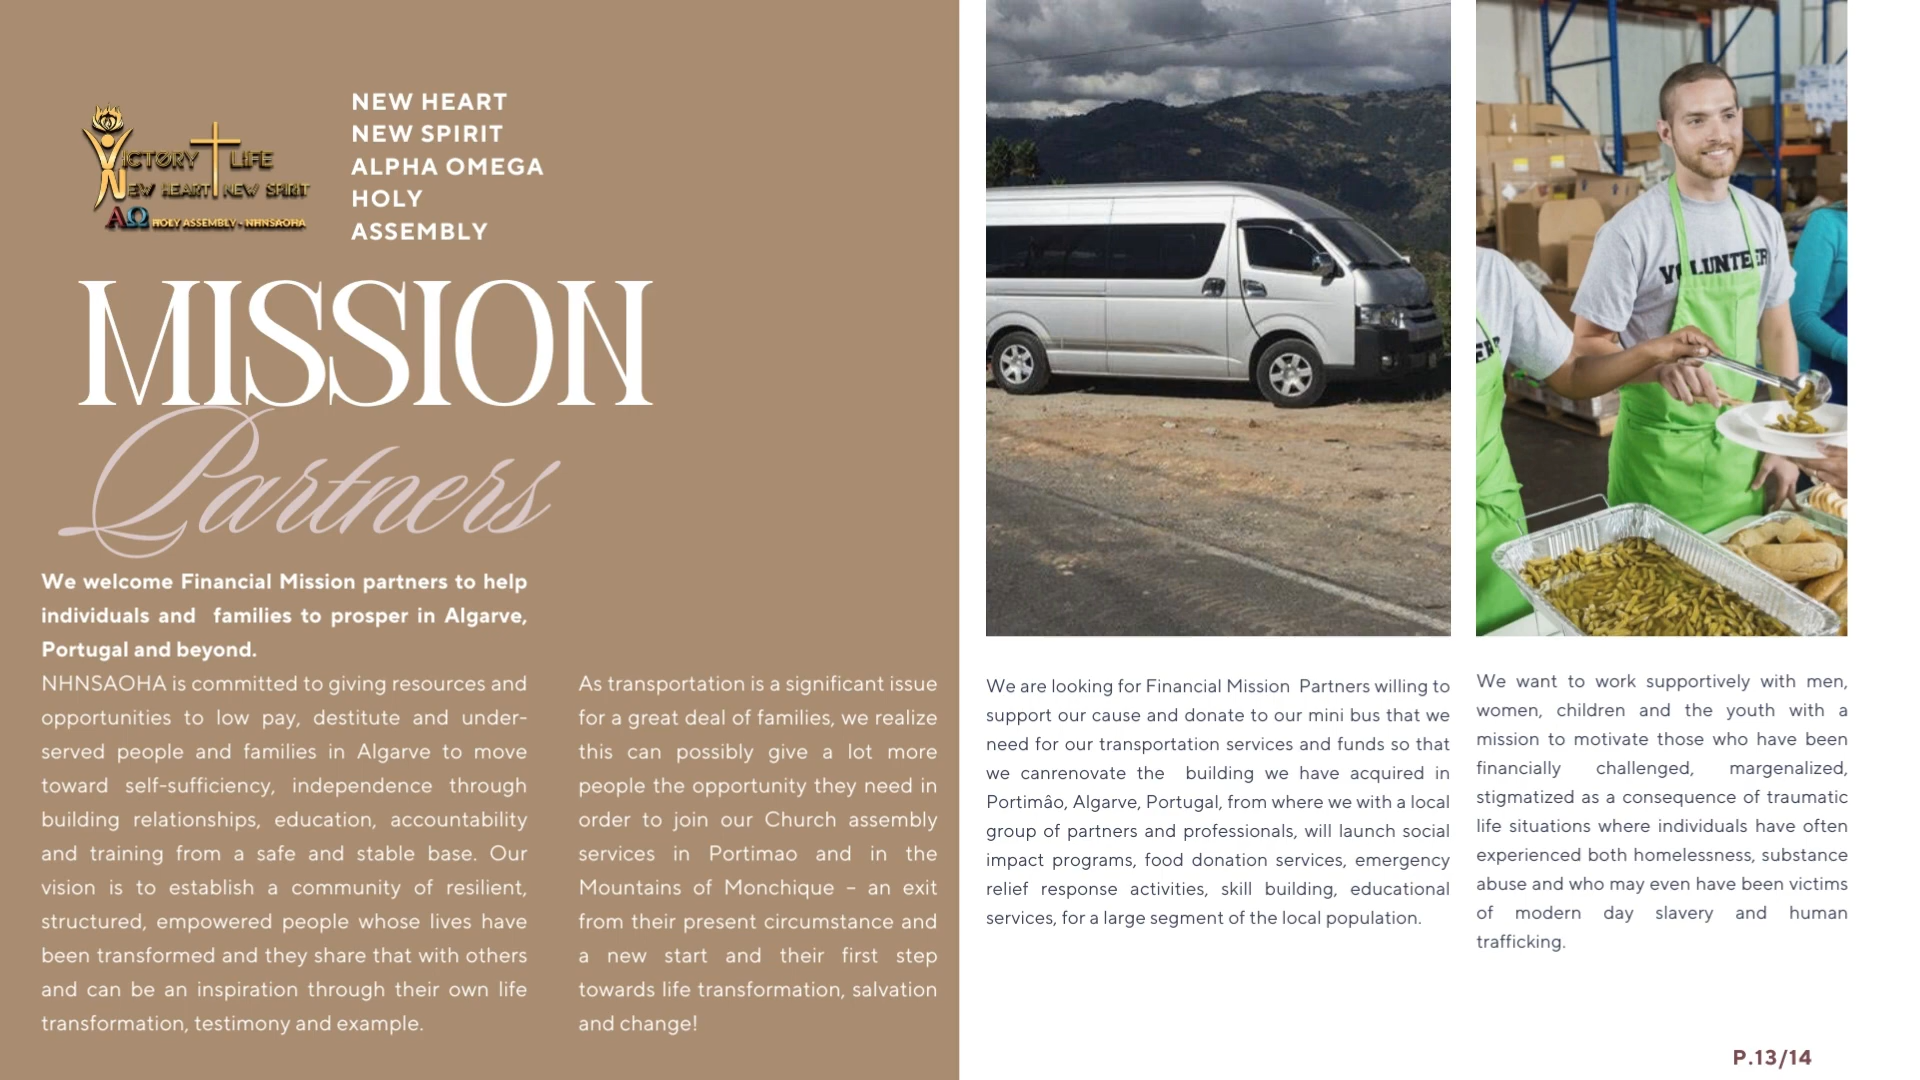 VICTORY LIFE
NEW HEART NEW SPIRIT
ΑΩ HOLY ASSEMBLY - NHNSAOHA
NEW HEART
NEW SPIRIT
ALPHA OMEGA
HOLY
ASSEMBLY
MISSION
Partners
We welcome Financial Mission partners to help
individuals and families to prosper in Algarve,
Portugal and beyond.
NHNSAOHA is committed to giving resources and
opportunities to low pay, destitute and under-
served people and families in Algarve to move
toward self-sufficiency, independence through
building relationships, education, accountability
and training from a safe and stable base. Our
vision is to establish a community of resilient,
structured, empowered people whose lives have
been transformed and they share that with others
and can be an inspiration through their own life
transformation, testimony and example.
As transportation is a significant issue
for a great deal of families, we realize
this can possibly give a lot more
people the opportunity they need in
order to join our Church assembly
services in Portimao and in the
Mountains of Monchique – an exit
from their present circumstance and
a new start and their first step
towards life transformation, salvation
and change!
VOLUNTEER
We are looking for Financial Mission Partners willing to
support our cause and donate to our mini bus that we
need for our transportation services and funds so that
we canrenovate the building we have acquired in
Portimâo, Algarve, Portugal, from where we with a local
group of partners and professionals, will launch social
impact programs, food donation services, emergency
relief response activities, skill building, educational
services, for a large segment of the local population.
We want to work supportively with men,
women, children and the youth with a
mission to motivate those who have been
financially challenged, margenalized,
stigmatized as a consequence of traumatic
life situations where individuals have often
experienced both homelessness, substance
abuse and who may even have been victims
of modern day slavery and human
trafficking.
P.13/14